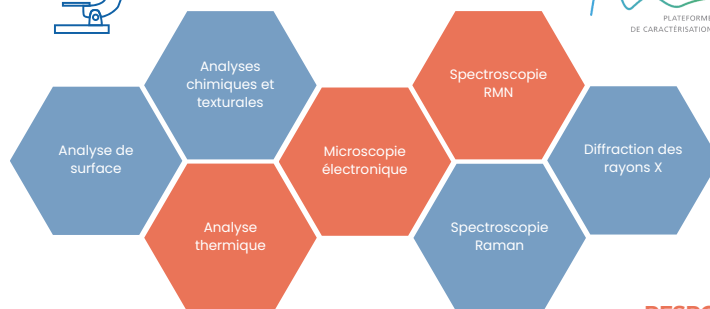 PLATEFORME
DE CARACTÉRISATION
Analyses
chimiques et
texturales
Spectroscopie
RMN
Analyse de
surface
Microscopie
électronique
Diffraction des
rayons X
Analyse
thermique
Spectroscopie
Raman